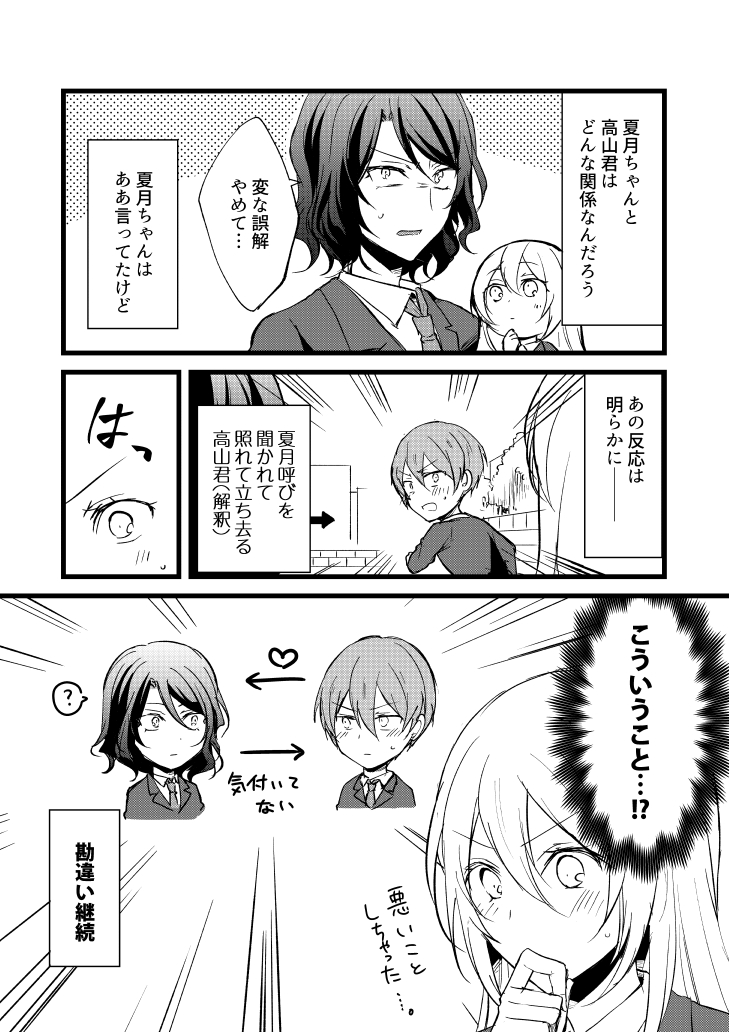 夏月ちゃんと
高山君は
どんな関係なんだろう
変な誤解
やめて…
夏月ちゃんは
ああ言ってたけど
あの反応は
明らかに――
夏月呼びを
聞かれて
照れて立ち去る
高山君(解釈)
はっ
こういうこと…!?
?
気付いて
ない
悪いこと
しちゃった…。
勘違い継続